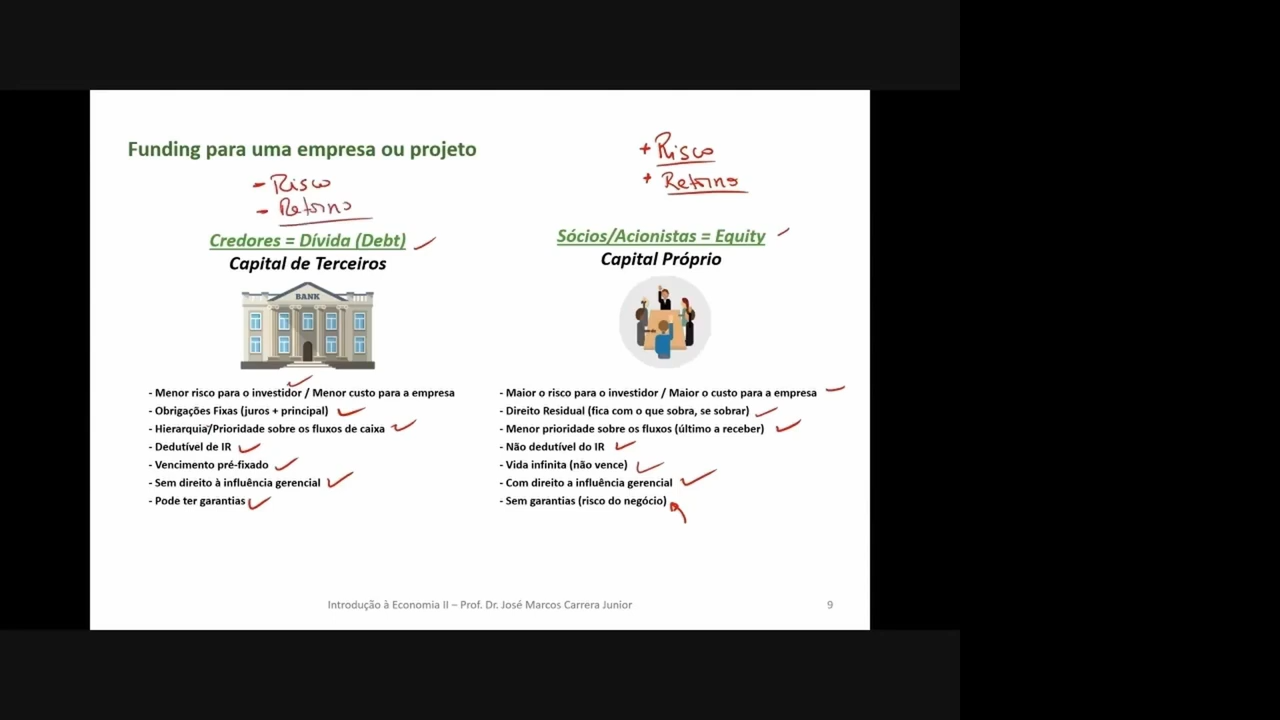 Funding para uma empresa ou projeto
- Risco
- Retorno
Credores = Dívida (Debt)
Capital de Terceiros
BANK
- Menor risco para o investidor / Menor custo para a empresa
- Obrigações Fixas (juros + principal)
- Hierarquia/Prioridade sobre os fluxos de caixa
- Dedutível de IR
- Vencimento pré-fixado
- Sem direito à influência gerencial
- Pode ter garantias
+ Risco
+ Retorno
Sócios/Acionistas = Equity
Capital Próprio
- Maior o risco para o investidor / Maior o custo para a empresa
- Direito Residual (fica com o que sobra, se sobrar)
- Menor prioridade sobre os fluxos (último a receber)
- Não dedutível do IR
- Vida infinita (não vence)
- Com direito a influência gerencial
- Sem garantias (risco do negócio)
Introdução à Economia II – Prof. Dr. José Marcos Carrera Junior
9